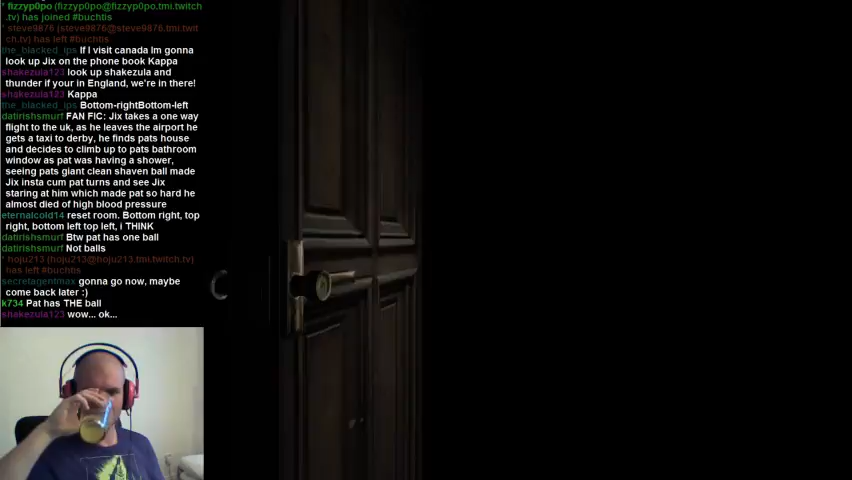 * fizzyp0po (fizzyp0po@fizzyp0po.tmi.twitch
.tv) has joined #buchtis
* steve9876 (steve9876@steve9876.tmi.twit
ch.tv) has left #buchtis
the_blacked_ips If I visit canada Im gonna
look up Jix on the phone book Kappa
shakezula123 look up shakezula and
thunder if your in England, we're in there!
shakezula123 Kappa
the_blacked_ips Bottom-rightBottom-left
datirishsmurf FAN FIC: Jix takes a one way
flight to the uk, as he leaves the airport he
gets a taxi to derby, he finds pats house
and decides to climb up to pats bathroom
window as pat was having a shower,
seeing pats giant clean shaven ball made
Jix insta cum pat turns and see Jix
staring at him which made pat so hard he
almost died of high blood pressure
eternalcold14 reset room. Bottom right, top
right, bottom left top left, i THINK
datirishsmurf Btw pat has one ball
datirishsmurf Not balls
* hoju213 (hoju213@hoju213.tmi.twitch.tv)
has left #buchtis
secretagentmax gonna go now, maybe
come back later :)
k734 Pat has THE ball
shakezula123 wow... ok...